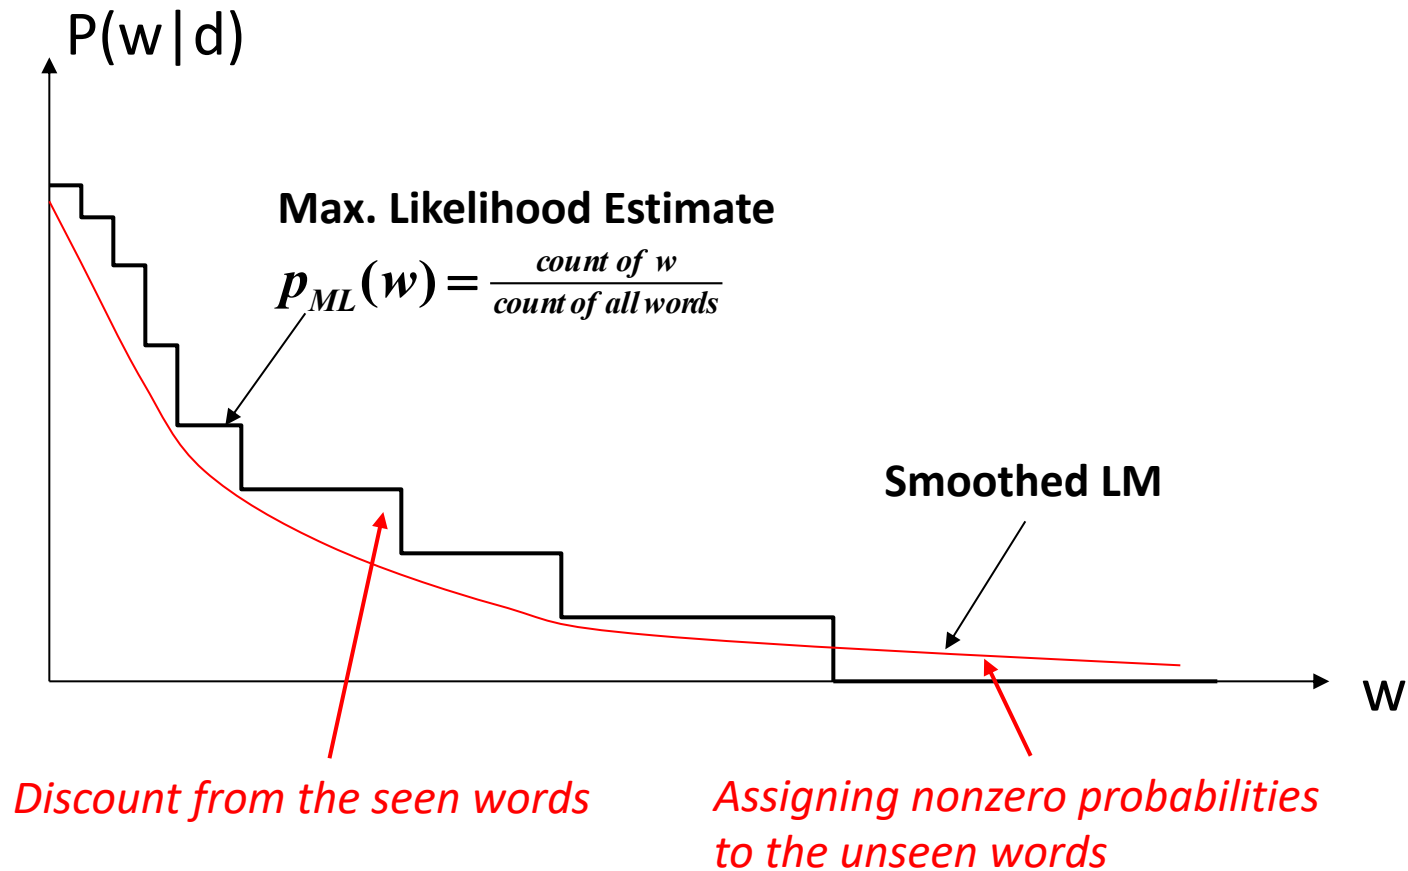 P(w|d)
Max. Likelihood Estimate
p_ML(w) = count of w / count of all words
Smoothed LM
w
Discount from the seen words
Assigning nonzero probabilities
to the unseen words